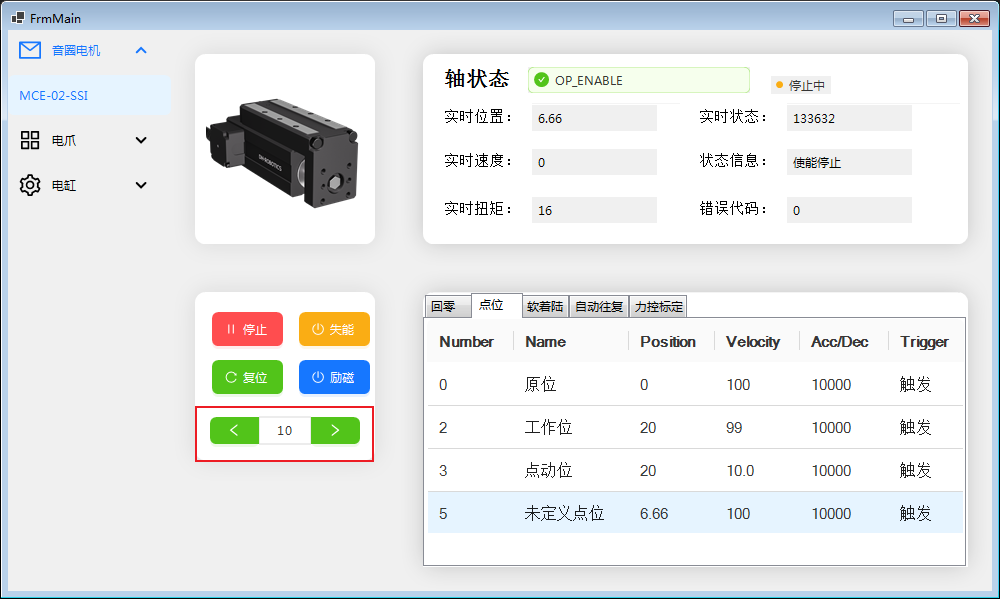 FrmMain
音圈电机
MCE-02-SSI
电爪
电缸
轴状态
OP_ENABLE
停止中
实时位置：
6.66
实时状态：
133632
实时速度：
0
状态信息：
使能停止
实时扭矩：
16
错误代码：
0
停止
失能
复位
励磁
10
回零
点位
软着陆
自动往复
力控标定
Number Name Position Velocity Acc/Dec Trigger
0 原位 0 100 10000 触发
2 工作位 20 99 10000 触发
3 点动位 20 10.0 10000 触发
5 未定义点位 6.66 100 10000 触发